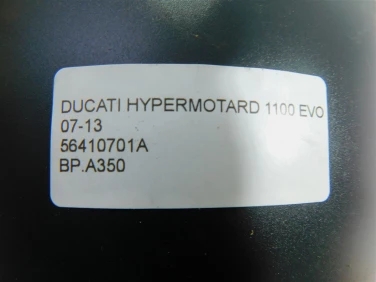 DUCATI HYPERMOTARD 1100 EVO
07-13
56410701A
BP.A350